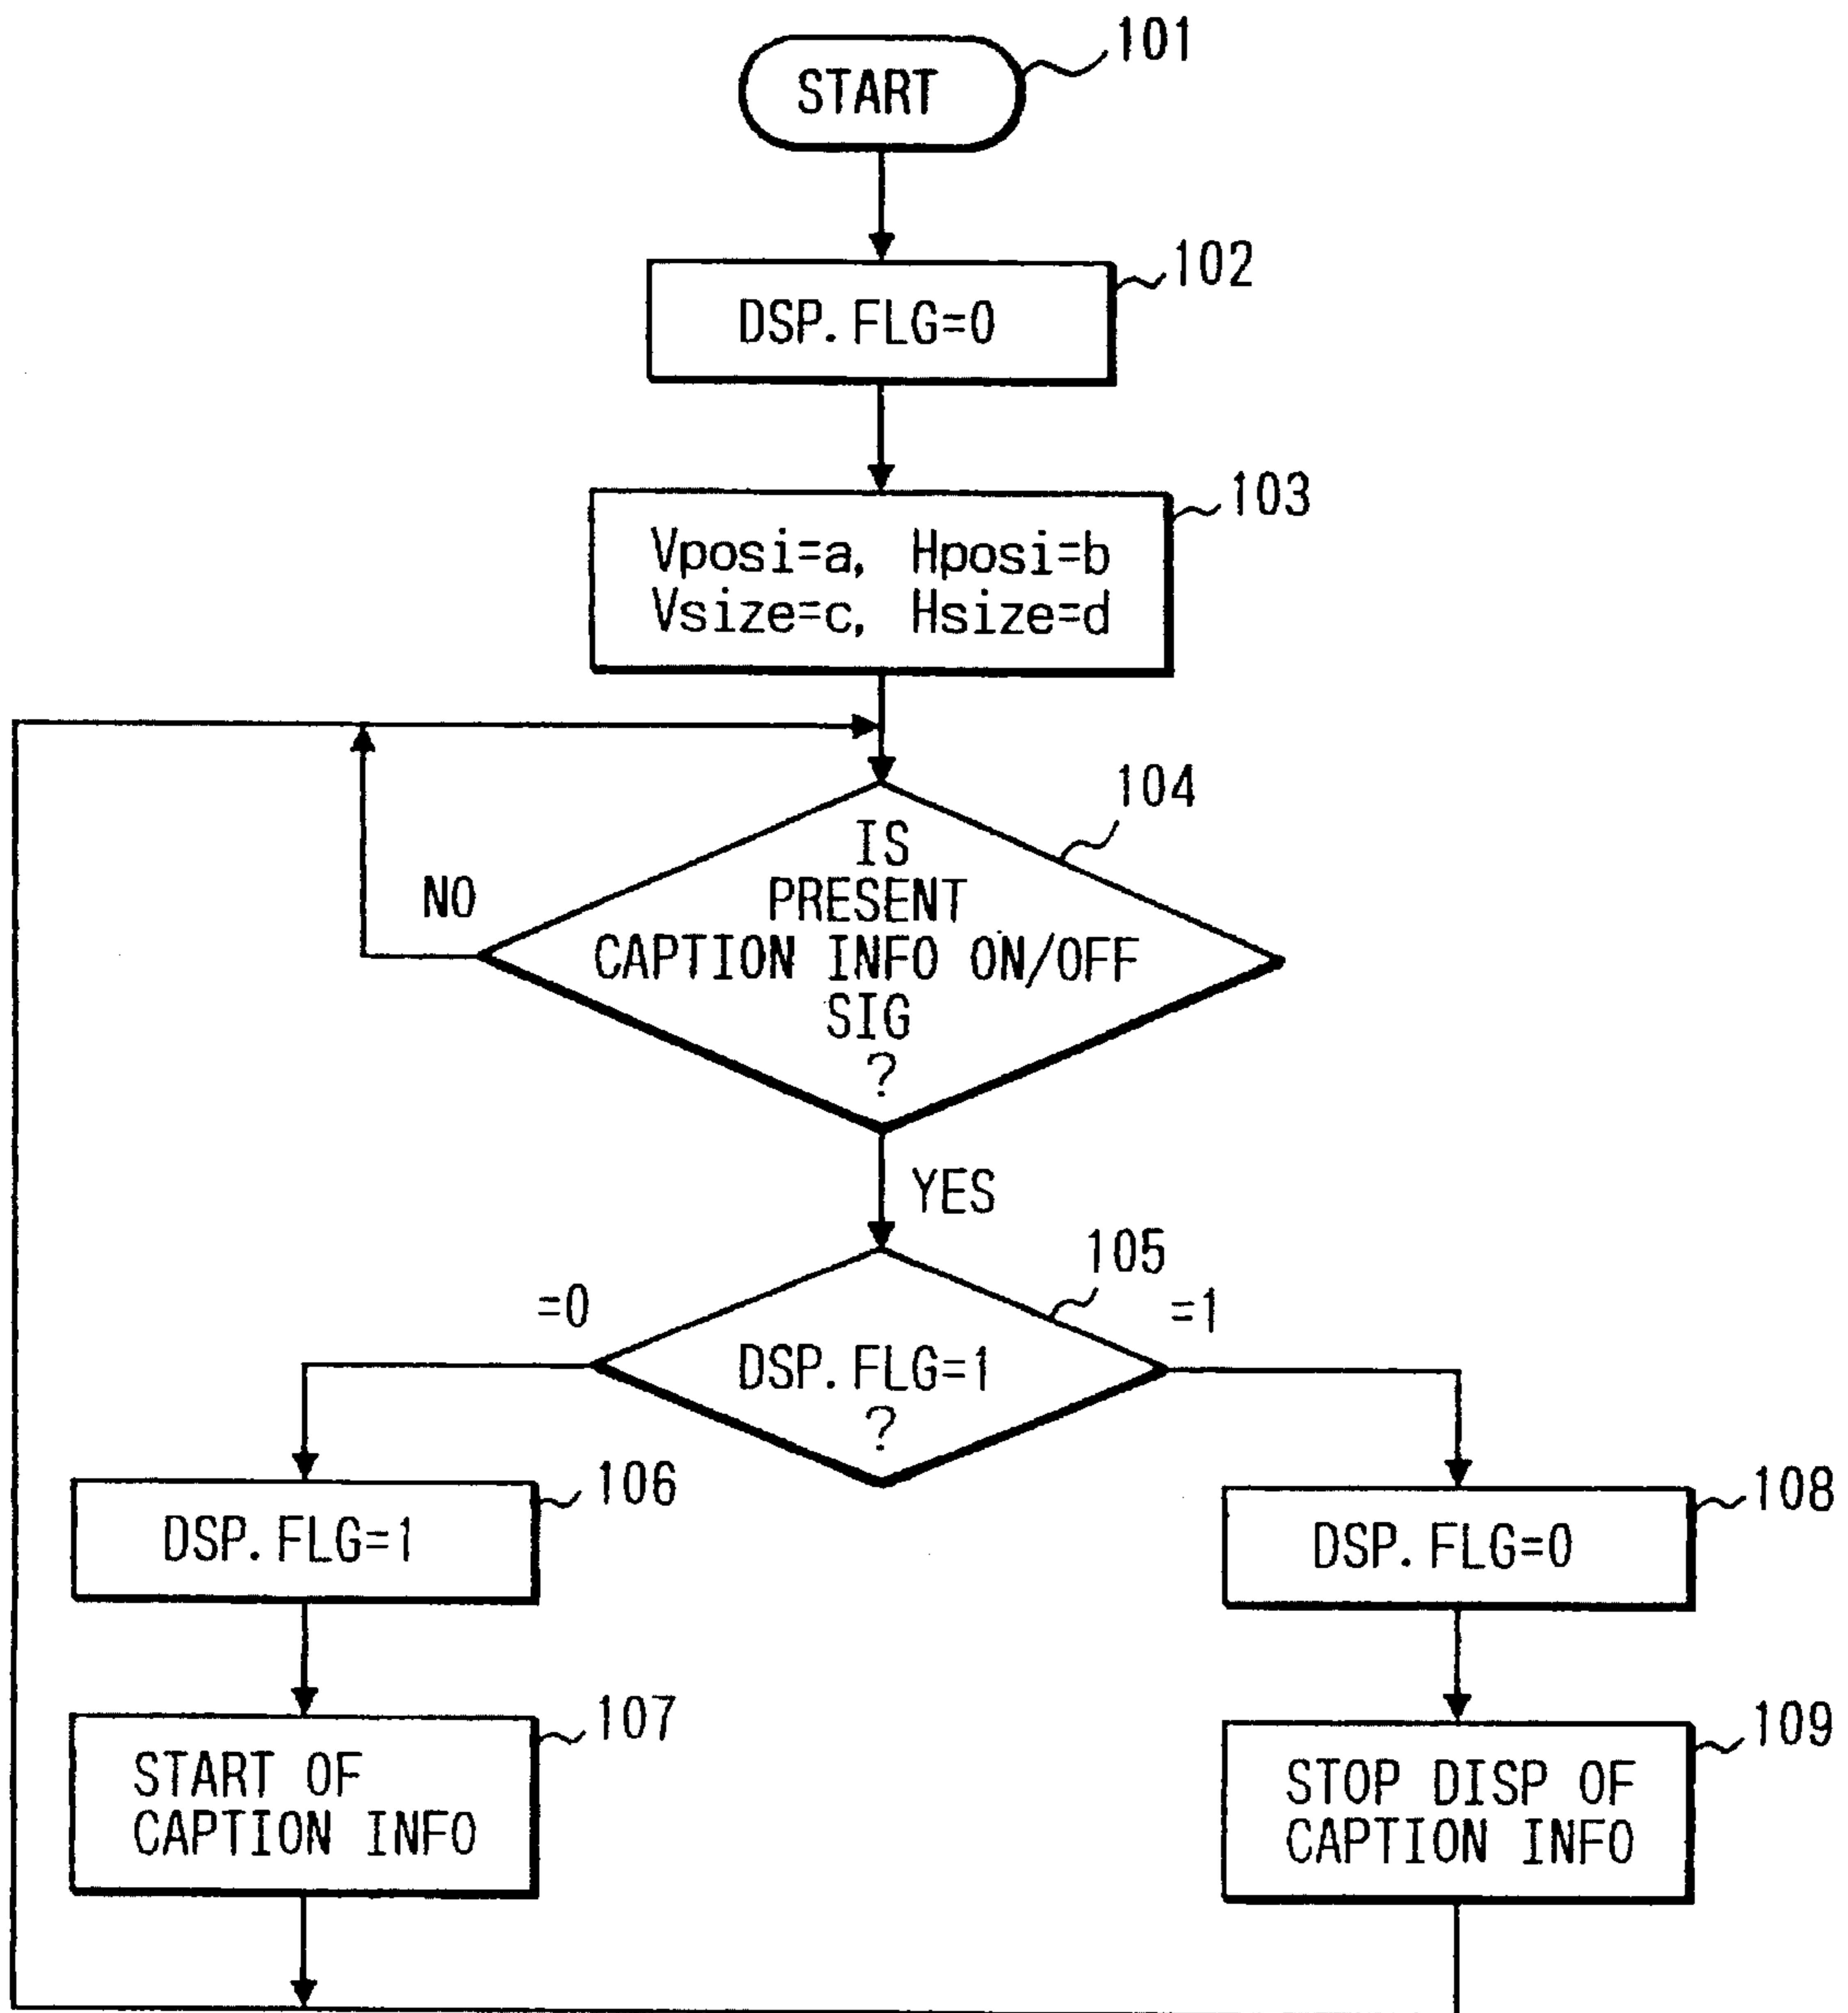 START
101
DSP.FLG=0
102
Vposi=a, Hposi=b
Vsize=c, Hsize=d
103
IS
PRESENT
CAPTION INFO ON/OFF
SIG
?
104
NO
YES
DSP.FLG=1
?
105
=0
=1
DSP.FLG=1
106
DSP.FLG=0
108
START OF
CAPTION INFO
107
STOP DISP OF
CAPTION INFO
109